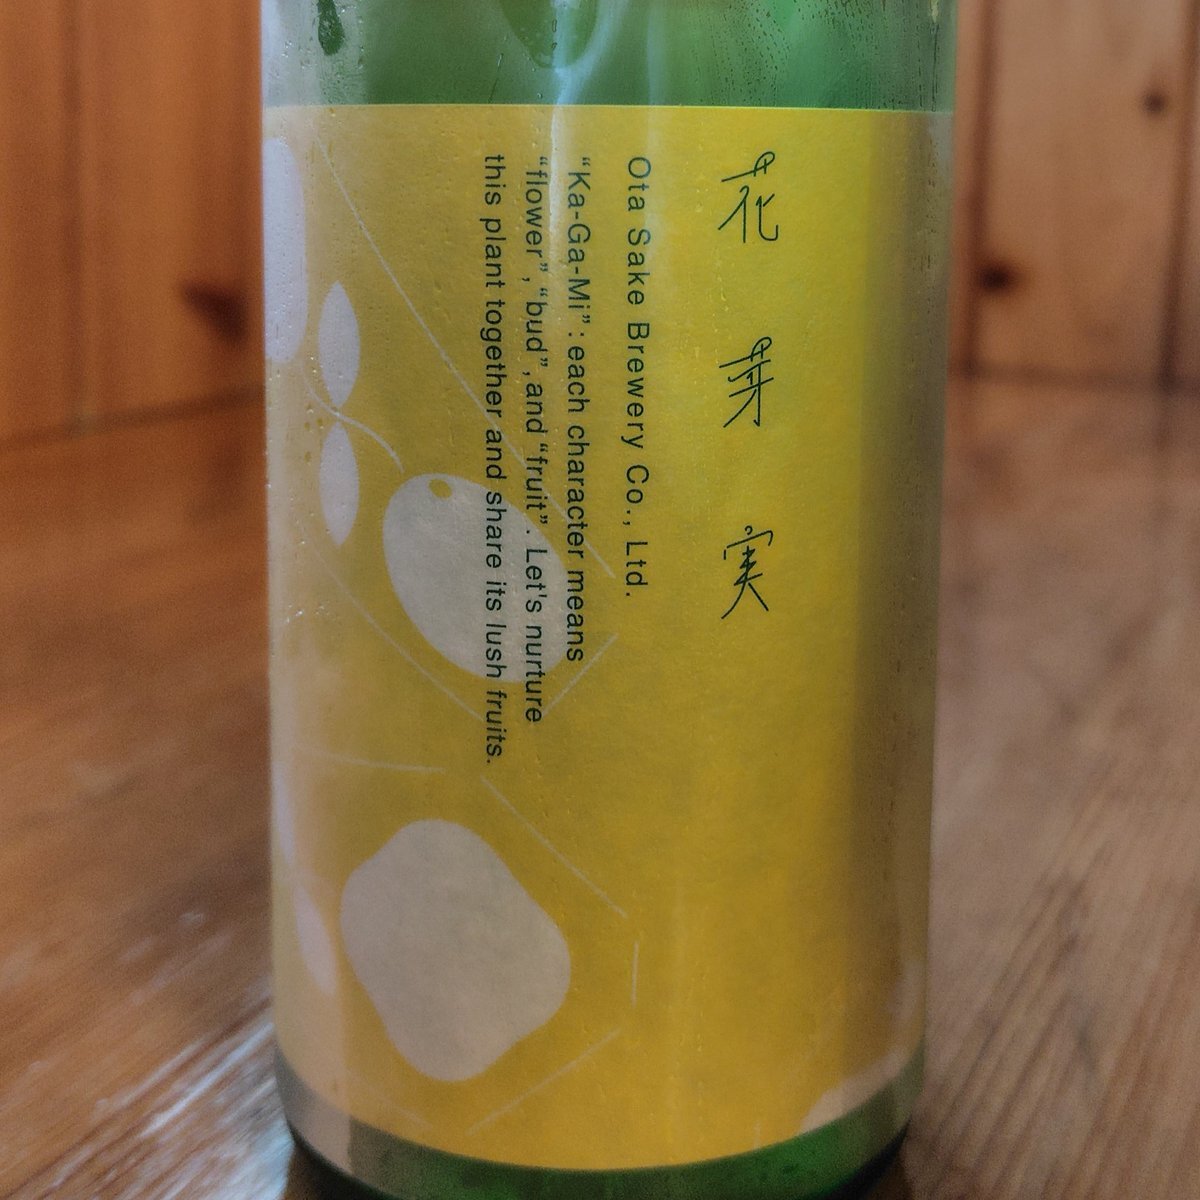 花芽実
Ota Sake Brewery Co., Ltd.
“Ka-Ga-Mi” : each character means
“flower”, “bud”, and “fruit”. Let's nurture
this plant together and share its lush fruits.